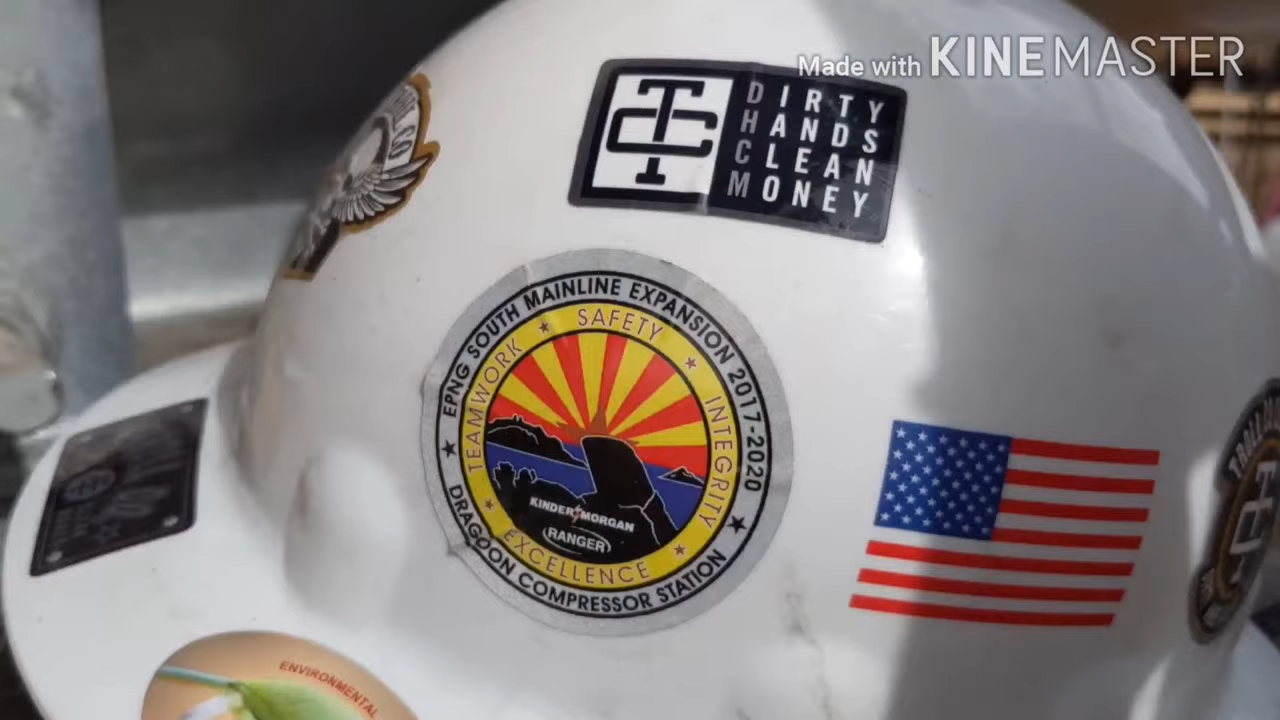 Made with KINEMASTER
TC
DIRTY
HANDS
CLEAN
MONEY
EPNG SOUTH MAINLINE EXPANSION 2017-2020
SAFETY
TEAMWORK
INTEGRITY
KINDER MORGAN
RANGER
EXCELLENCE
DRAGOON COMPRESSOR STATION
ENVIRONMENTAL